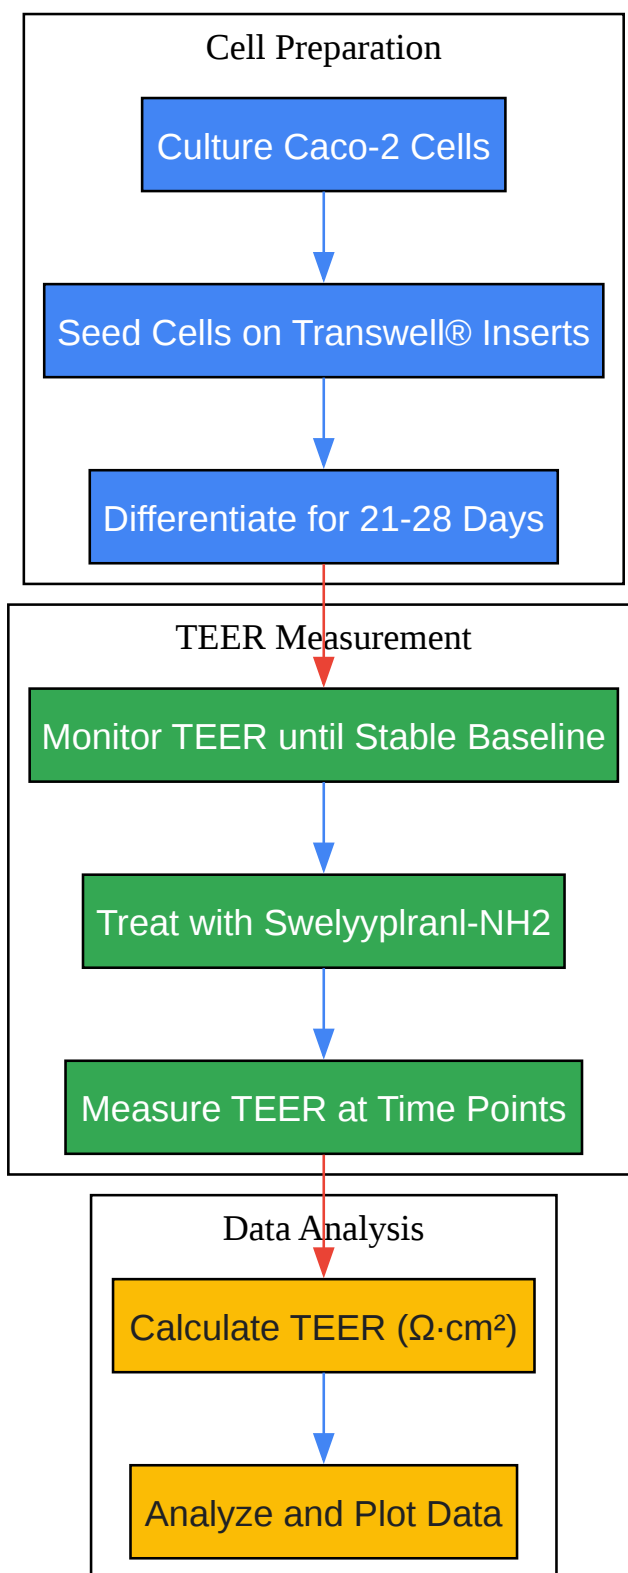 Cell Preparation
Culture Caco-2 Cells
Seed Cells on Transwell® Inserts
Differentiate for 21-28 Days
TEER Measurement
Monitor TEER until Stable Baseline
Treat with Swelyyplranl-NH2
Measure TEER at Time Points
Data Analysis
Calculate TEER (Ω·cm²)
Analyze and Plot Data